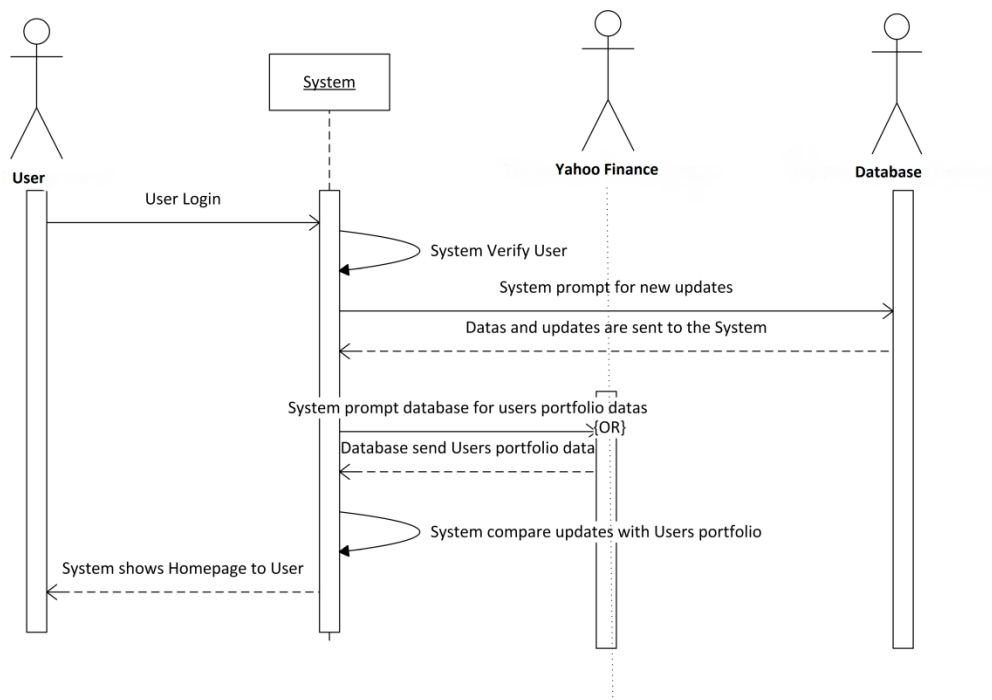 System
User
Yahoo Finance
Database
User Login
System Verify User
System prompt for new updates
Datas and updates are sent to the System
System prompt database for users portfolio datas
{OR}
Database send Users portfolio data
System compare updates with Users portfolio
System shows Homepage to User